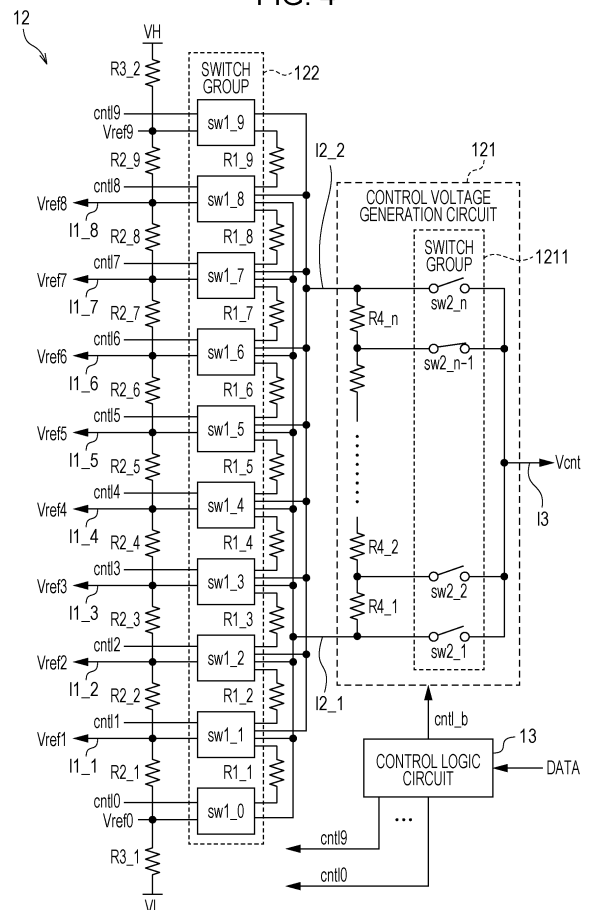 FIG. 4
12
VH
R3_2
SWITCH
GROUP
122
cntl9
Vref9
sw1_9
R2_9
R1_9
I2_2
121
cntl8
Vref8
sw1_8
I1_8
R2_8
R1_8
CONTROL VOLTAGE
GENERATION CIRCUIT
SWITCH
GROUP
1211
cntl7
Vref7
sw1_7
I1_7
R2_7
R1_7
sw2_n
R4_n
cntl6
Vref6
sw1_6
I1_6
R2_6
R1_6
sw2_n-1
cntl5
Vref5
sw1_5
I1_5
R2_5
R1_5
Vcnt
I3
cntl4
Vref4
sw1_4
I1_4
R2_4
R1_4
R4_2
cntl3
Vref3
sw1_3
I1_3
R2_3
R1_3
sw2_2
R4_1
cntl2
Vref2
sw1_2
I1_2
R2_2
R1_2
sw2_1
I2_1
cntl1
Vref1
sw1_1
I1_1
R2_1
R1_1
cntl_b
13
CONTROL LOGIC
CIRCUIT
DATA
cntl0
Vref0
sw1_0
R3_1
VL
...
cntl9
cntl0